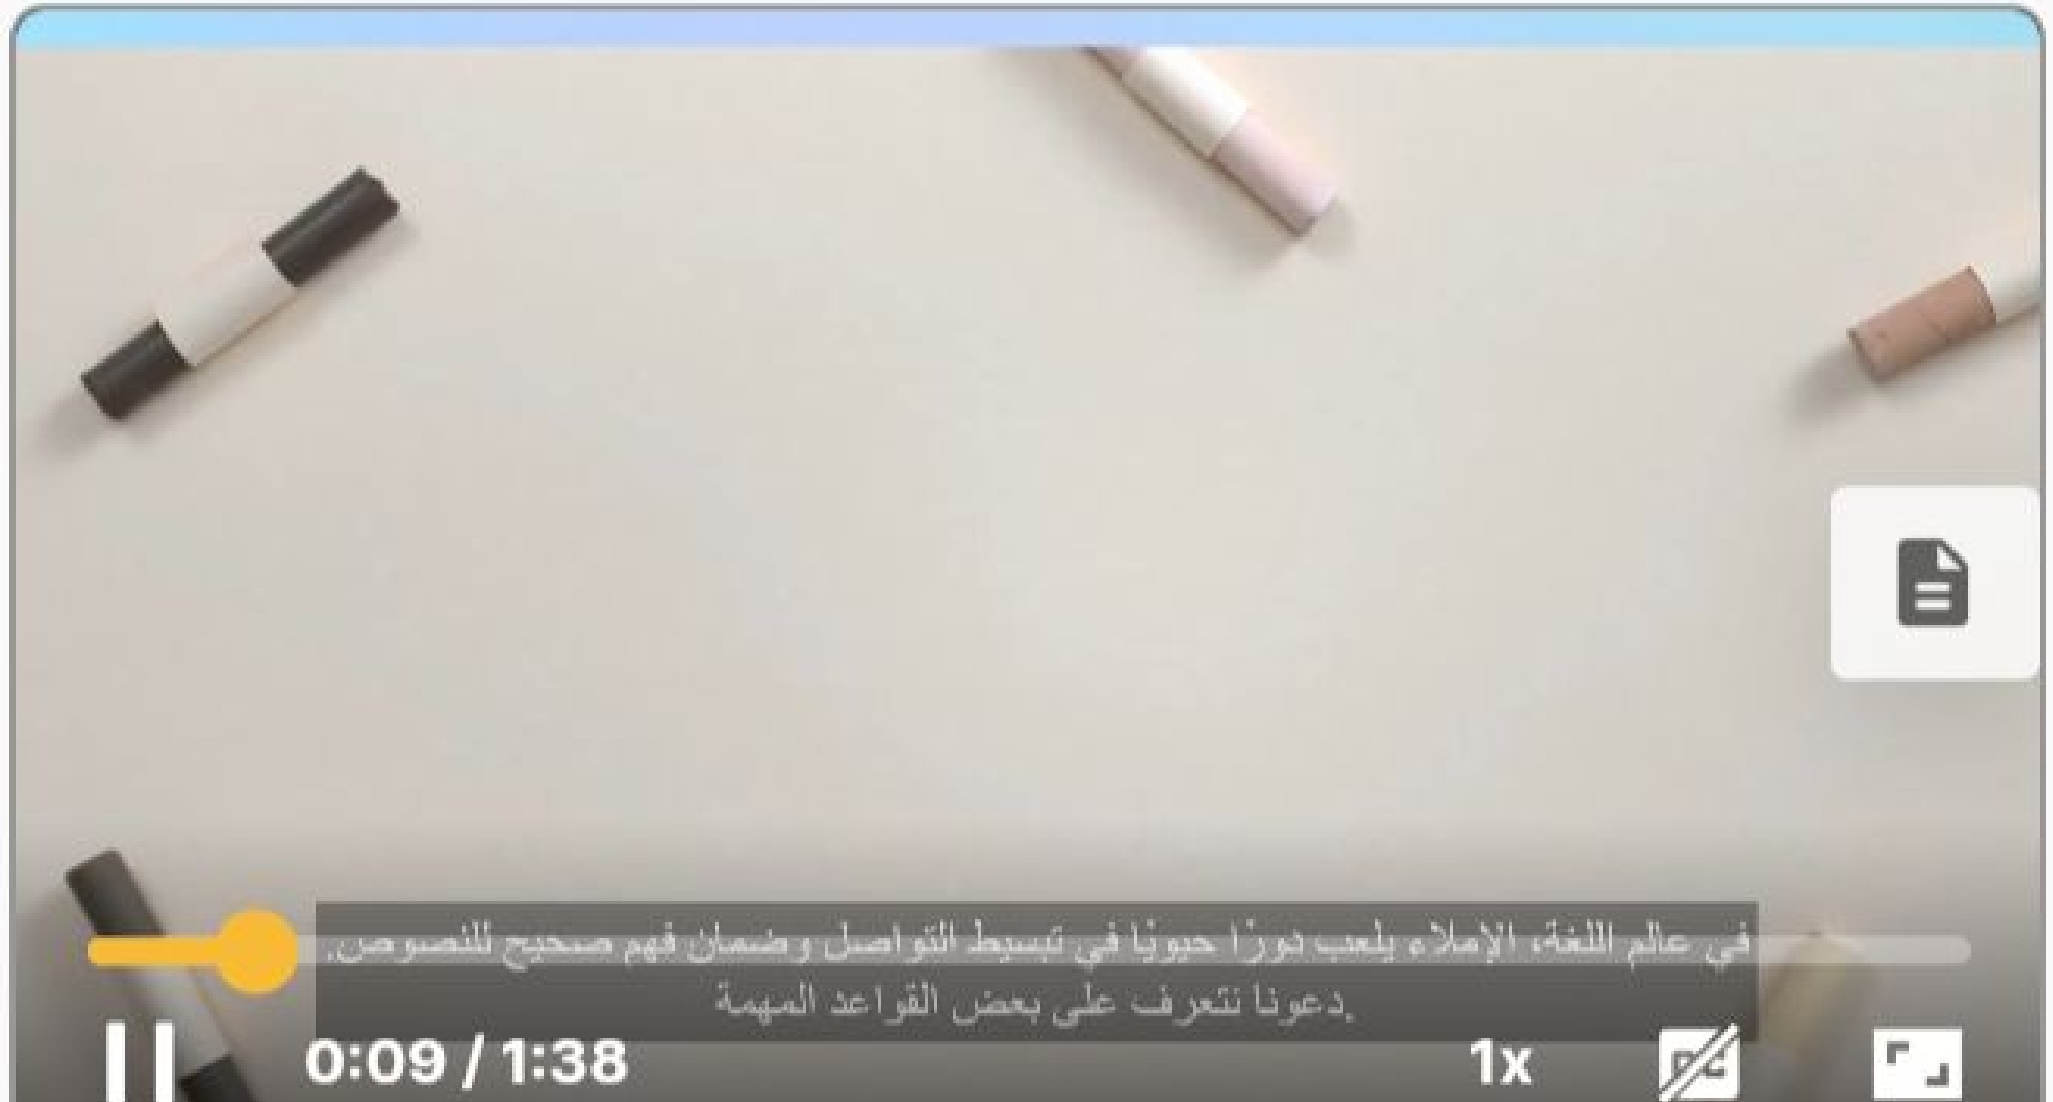 في عالم اللغة، الإملاء يلعب دورًا حيويًا في تبسيط التواصل وضمان فهم صحيح للنصوص.
دعونا نتعرف على بعض القواعد المهمة.
0:09 / 1:38
1x